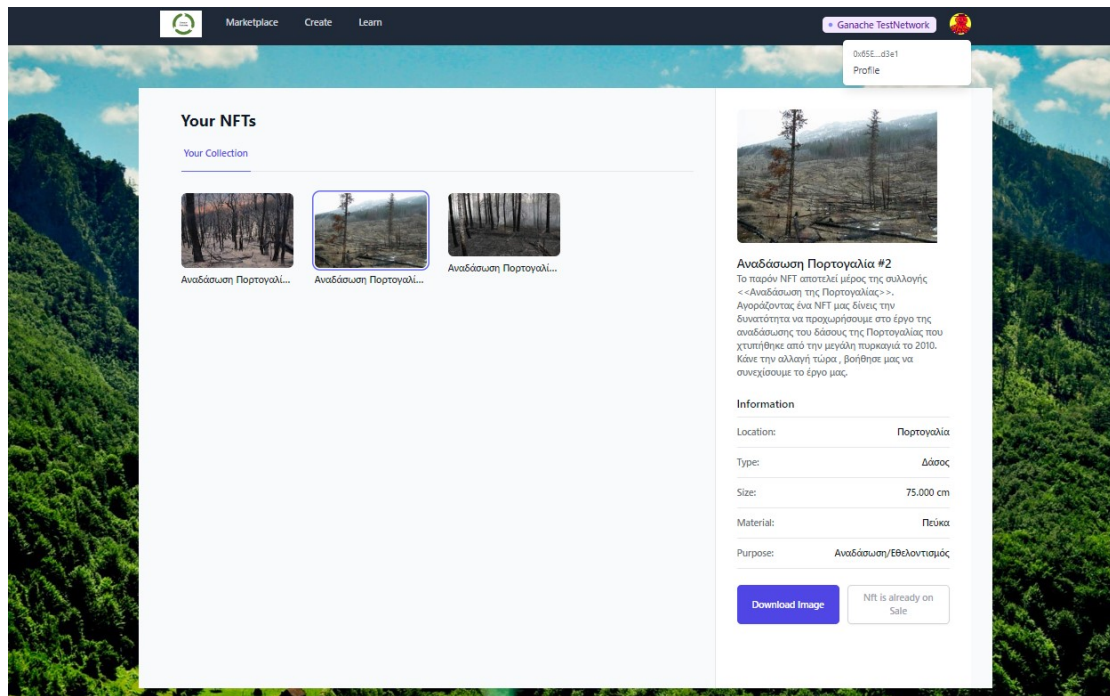 Marketplace Create Learn
Ganache TestNetwork
0x65E...d3e1
Profile
Your NFTs
Your Collection
Αναδάσωση Πορτογαλί...
Αναδάσωση Πορτογαλί...
Αναδάσωση Πορτογαλί...
Αναδάσωση Πορτογαλία #2
Το παρόν NFT αποτελεί μέρος της συλλογής
<<Αναδάσωση της Πορτογαλίας>>.
Αγοράζοντας ένα NFT μας δίνεις την
δυνατότητα να προχωρήσουμε στο έργο της
αναδάσωσης του δάσους της Πορτογαλίας που
χτυπήθηκε από την μεγάλη πυρκαγιά το 2010.
Κάνε την αλλαγή τώρα , βοήθησε μας να
συνεχίσουμε το έργο μας.
Information
Location: Πορτογαλία
Type: Δάσος
Size: 75.000 cm
Material: Πεύκα
Purpose: Αναδάσωση/Εθελοντισμός
Download Image
Nft is already on
Sale